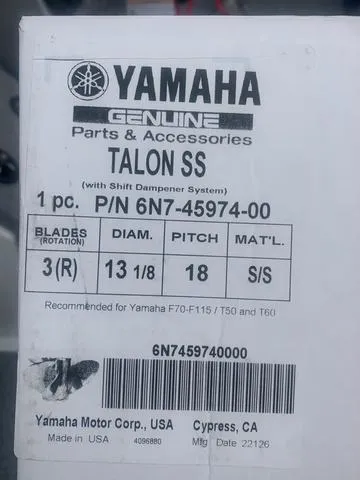 YAMAHA
GENUINE
Parts & Accessories
TALON SS
(with Shift Dampener System)
1 pc. P/N 6N7-45974-00
BLADES (ROTATION) DIAM. PITCH MAT'L.
3 (R) 13 1/8 18 S/S
Recommended for Yamaha F70-F115 / T50 and T60
6N7459740000
Yamaha Motor Corp., USA Cypress, CA
Made in USA 4096880 Mfg Date 22126